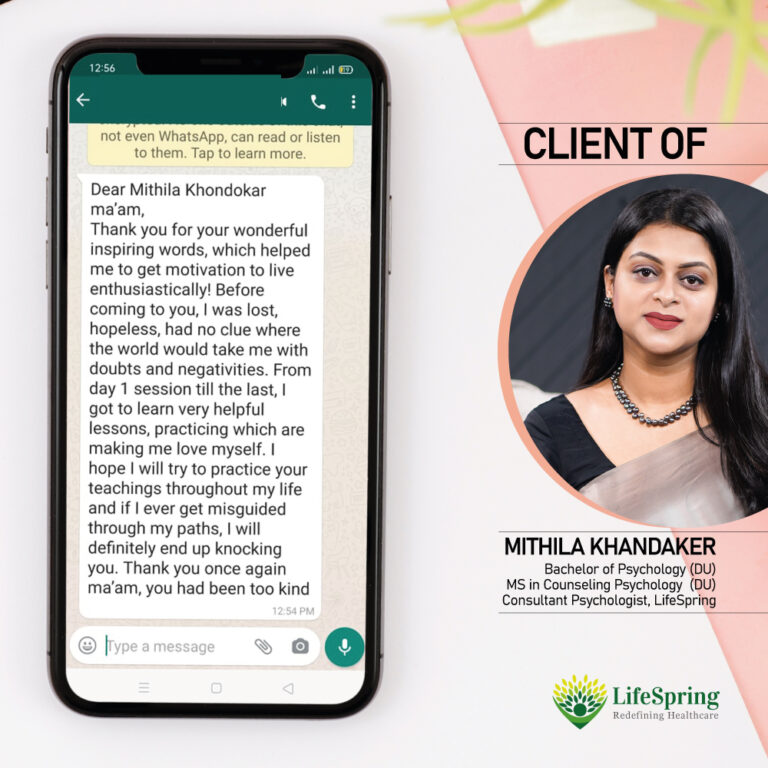 12:56
not even WhatsApp, can read or listen
to them. Tap to learn more.
Dear Mithila Khondokar
ma'am,
Thank you for your wonderful
inspiring words, which helped
me to get motivation to live
enthusiastically! Before
coming to you, I was lost,
hopeless, had no clue where
the world would take me with
doubts and negativities. From
day 1 session till the last, I
got to learn very helpful
lessons, practicing which are
making me love myself. I
hope I will try to practice your
teachings throughout my life
and if I ever get misguided
through my paths, I will
definitely end up knocking
you. Thank you once again
ma'am, you had been too kind
12:54 PM
Type a message
CLIENT OF
MITHILA KHANDAKER
Bachelor of Psychology (DU)
MS in Counseling Psychology (DU)
Consultant Psychologist, LifeSpring
LifeSpring
Redefining Healthcare